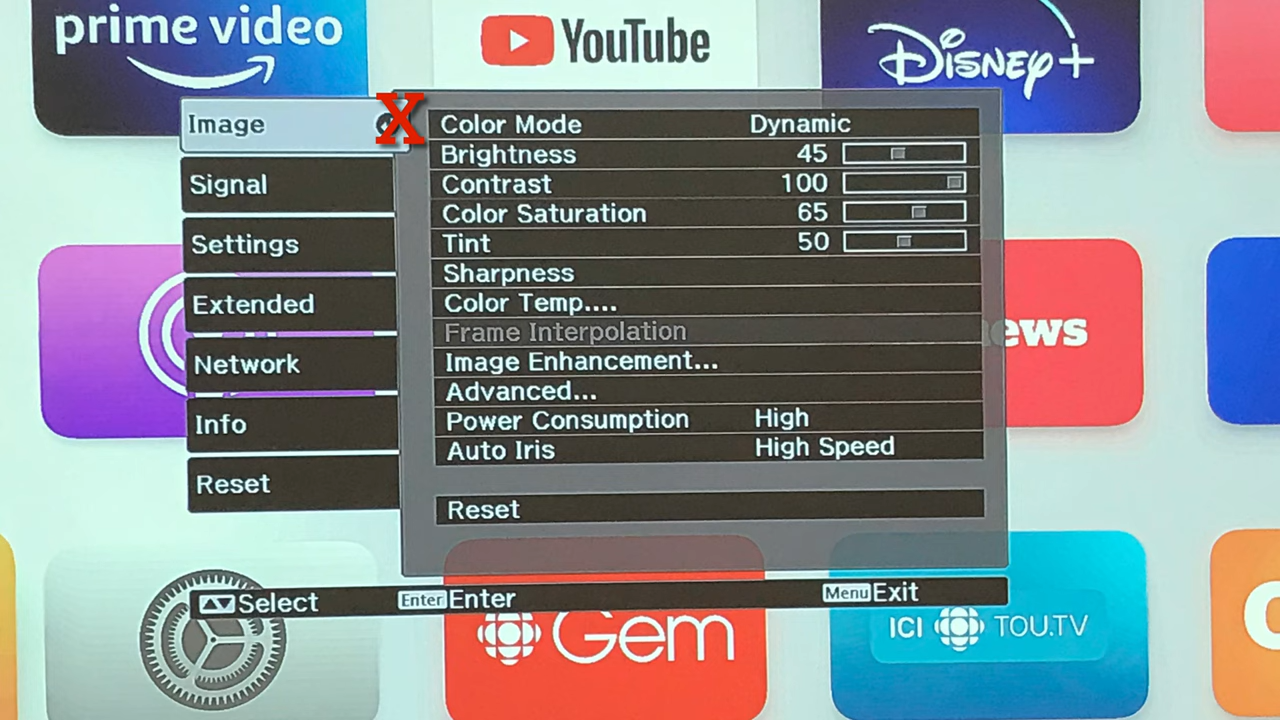 prime video
YouTube
Disney+
X
Image
Signal
Settings
Extended
Network
Info
Reset
Color Mode Dynamic
Brightness 45
Contrast 100
Color Saturation 65
Tint 50
Sharpness
Color Temp....
Frame Interpolation
Image Enhancement...
Advanced...
Power Consumption High
Auto Iris High Speed
Reset
ews
Select Enter Enter Menu Exit
Gem
ICI TOU.TV